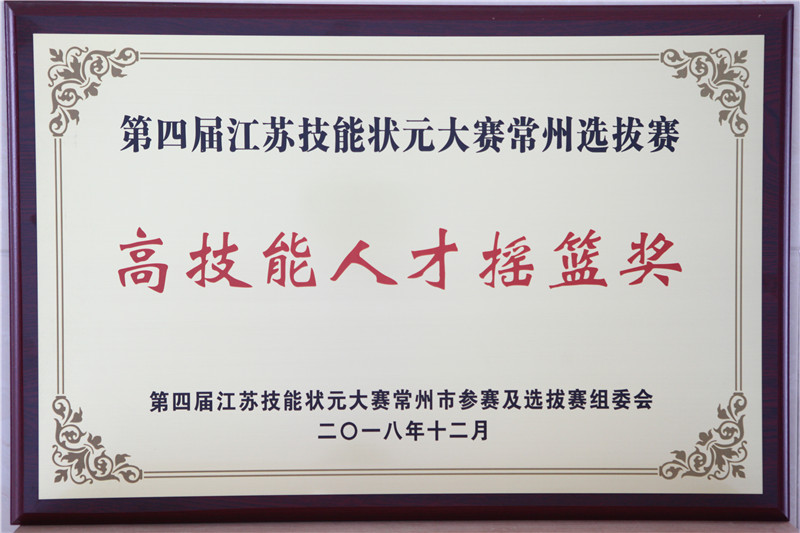 第四届江苏技能状元大赛常州选拔赛
高技能人才摇篮奖
第四届江苏技能状元大赛常州市参赛及选拔赛组委会
二〇一八年十二月